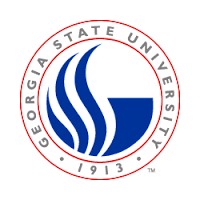 GEORGIA STATE UNIVERSITY
· 1913 ·
™